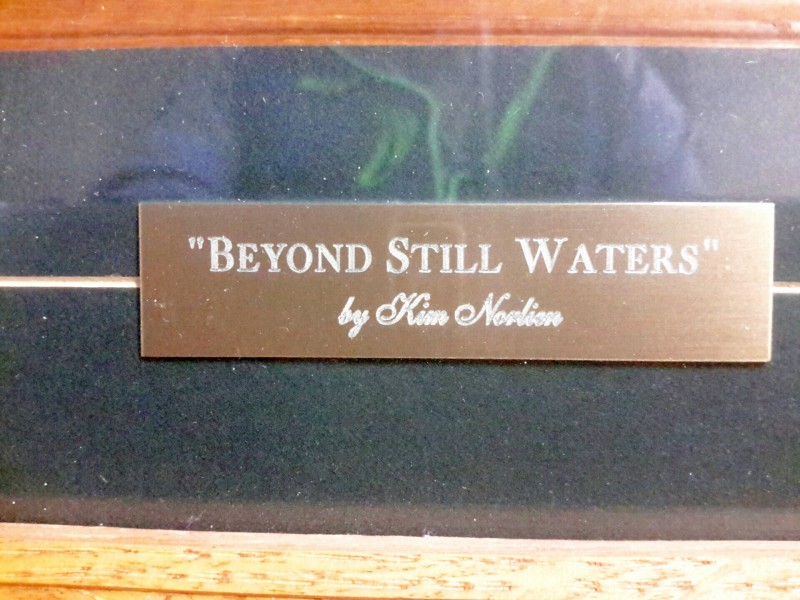 "BEYOND STILL WATERS"
by Kim Norlien